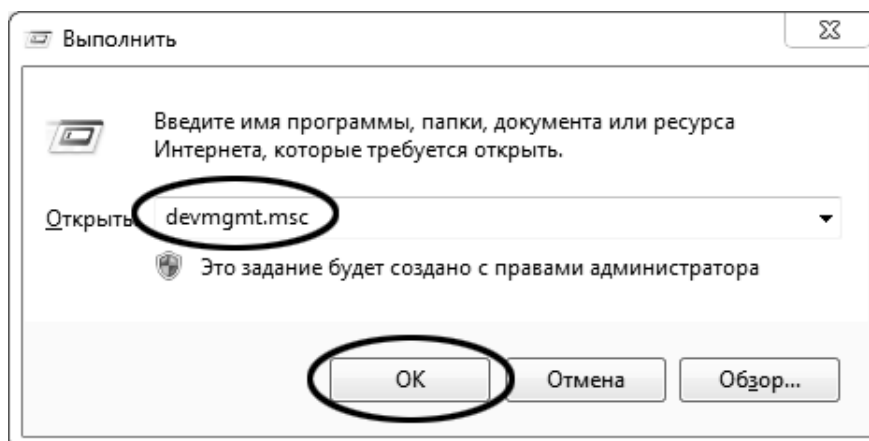 Выполнить
Введите имя программы, папки, документа или ресурса
Интернета, которые требуется открыть.
Открыть
devmgmt.msc
Это задание будет создано с правами администратора
ОК
Отмена
Обзор...